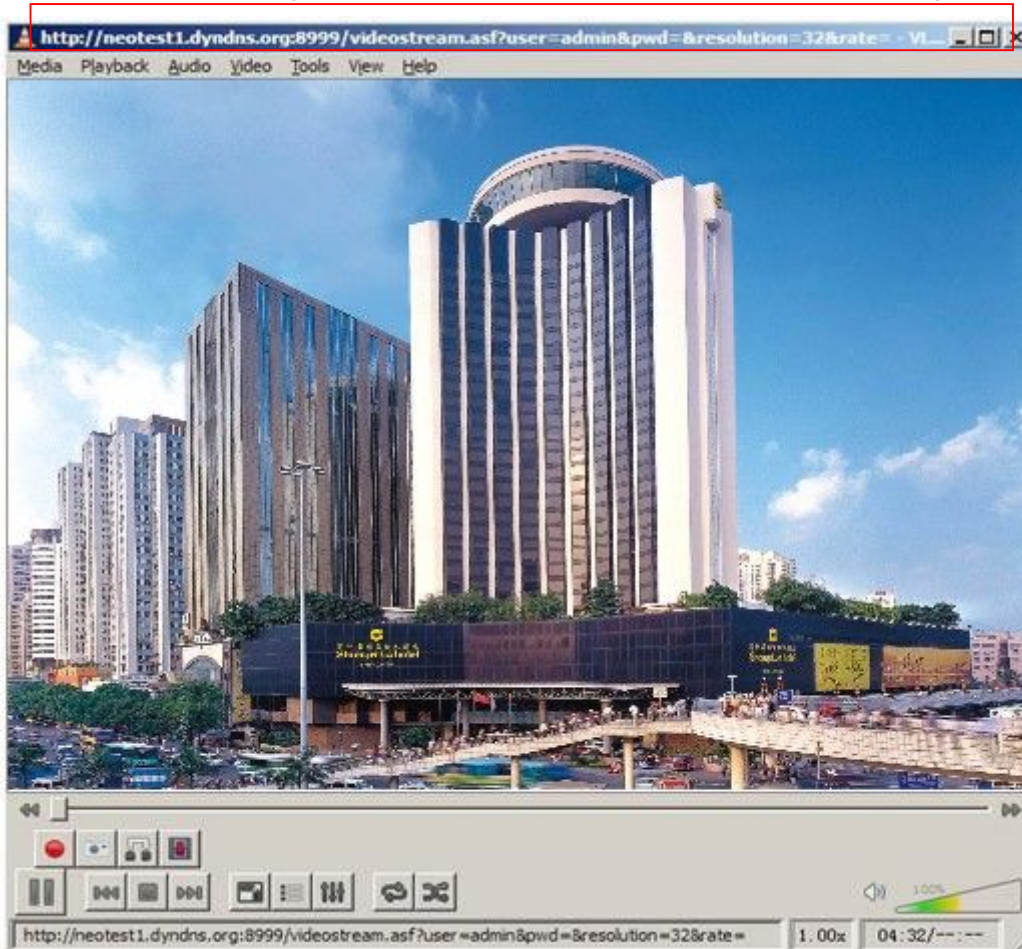 http://neotest1.dyndns.org:8999/videostream.asf?user=admin&pwd=&resolution=32&rate= - VL...
Media Playback Audio Video Tools View Help
100%
http://neotest1.dyndns.org:8999/videostream.asf?user=admin&pwd=&resolution=32&rate=
1.00x
04:32/--:--